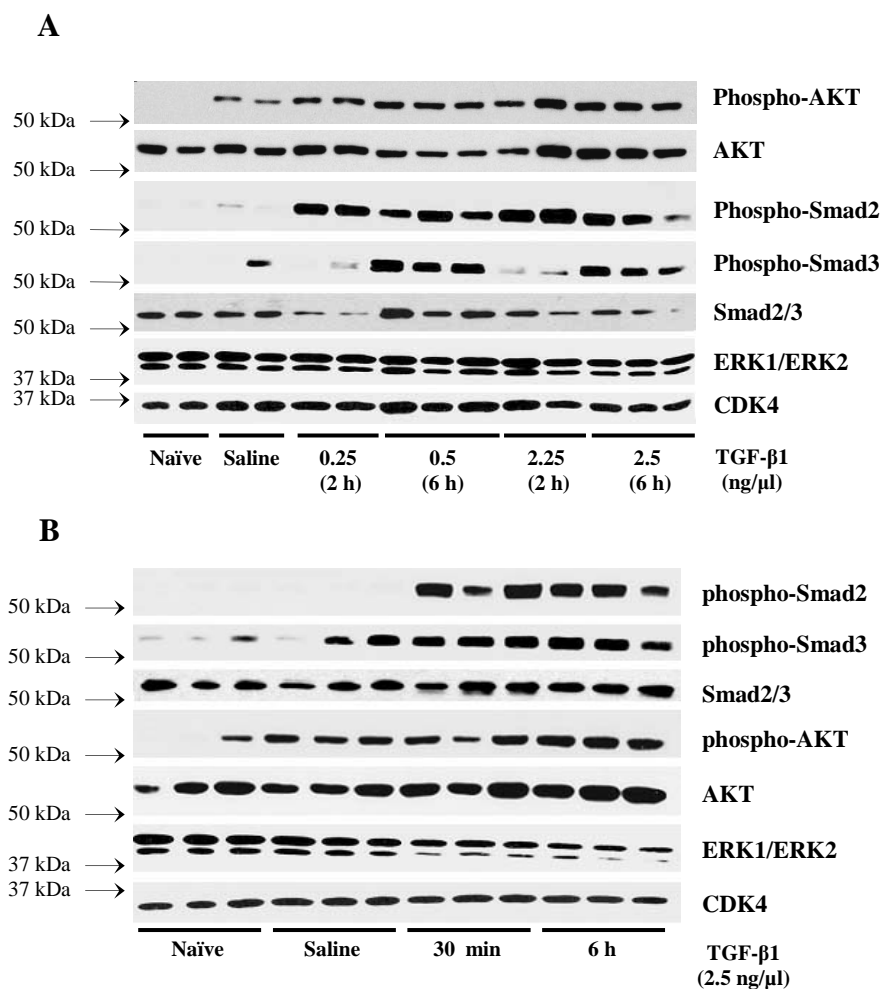 A
Phospho-AKT
50 kDa
AKT
50 kDa
Phospho-Smad2
50 kDa
Phospho-Smad3
50 kDa
Smad2/3
50 kDa
ERK1/ERK2
37 kDa
37 kDa
CDK4
Naïve Saline 0.25 0.5 2.25 2.5 TGF-β1
(2 h) (6 h) (2 h) (6 h) (ng/µl)
B
phospho-Smad2
50 kDa
phospho-Smad3
50 kDa
Smad2/3
50 kDa
phospho-AKT
50 kDa
AKT
50 kDa
ERK1/ERK2
37 kDa
37 kDa
CDK4
Naïve Saline 30 min 6 h TGF-β1
(2.5 ng/µl)